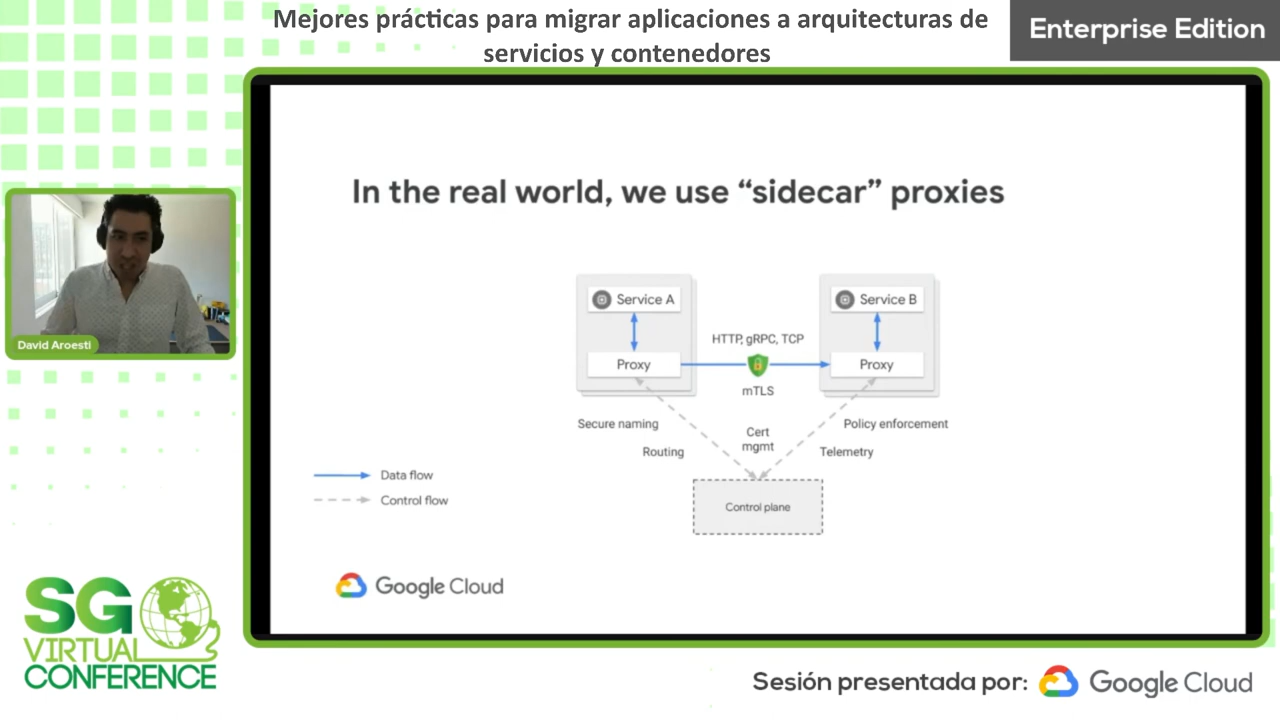 Mejores prácticas para migrar aplicaciones a arquitecturas de
servicios y contenedores
Enterprise Edition
In the real world, we use “sidecar” proxies
Service A
Service B
HTTP, gRPC, TCP
Proxy
Proxy
mTLS
Secure naming
Cert
mgmt
Policy enforcement
Routing
Telemetry
Data flow
Control flow
Control plane
Google Cloud
David Aroesti
SG
VIRTUAL
CONFERENCE
Sesión presentada por: Google Cloud